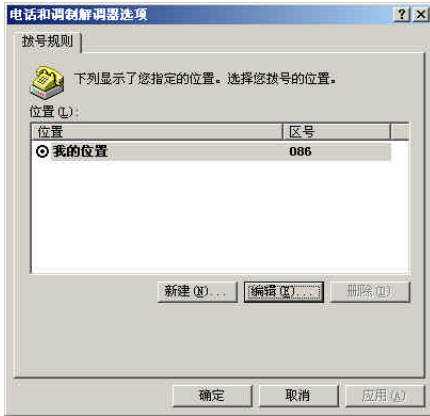 电话和调制解调器选项
拨号规则
下列显示了您指定的位置。选择您拨号的位置。
位置(L):
位置 区号
我的位置 086
新建(N)... 编辑(E)... 删除(D)
确定 取消 应用(A)